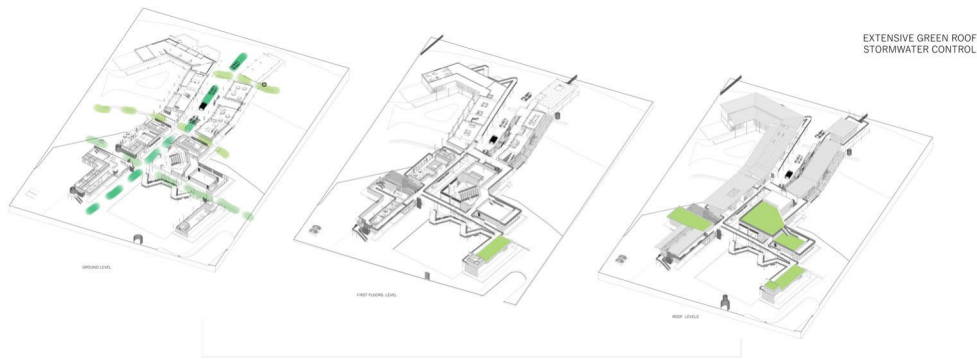 EXTENSIVE GREEN ROOF
STORMWATER CONTROL
GROUND LEVEL
FIRST FLOORS LEVEL
ROOF LEVELS